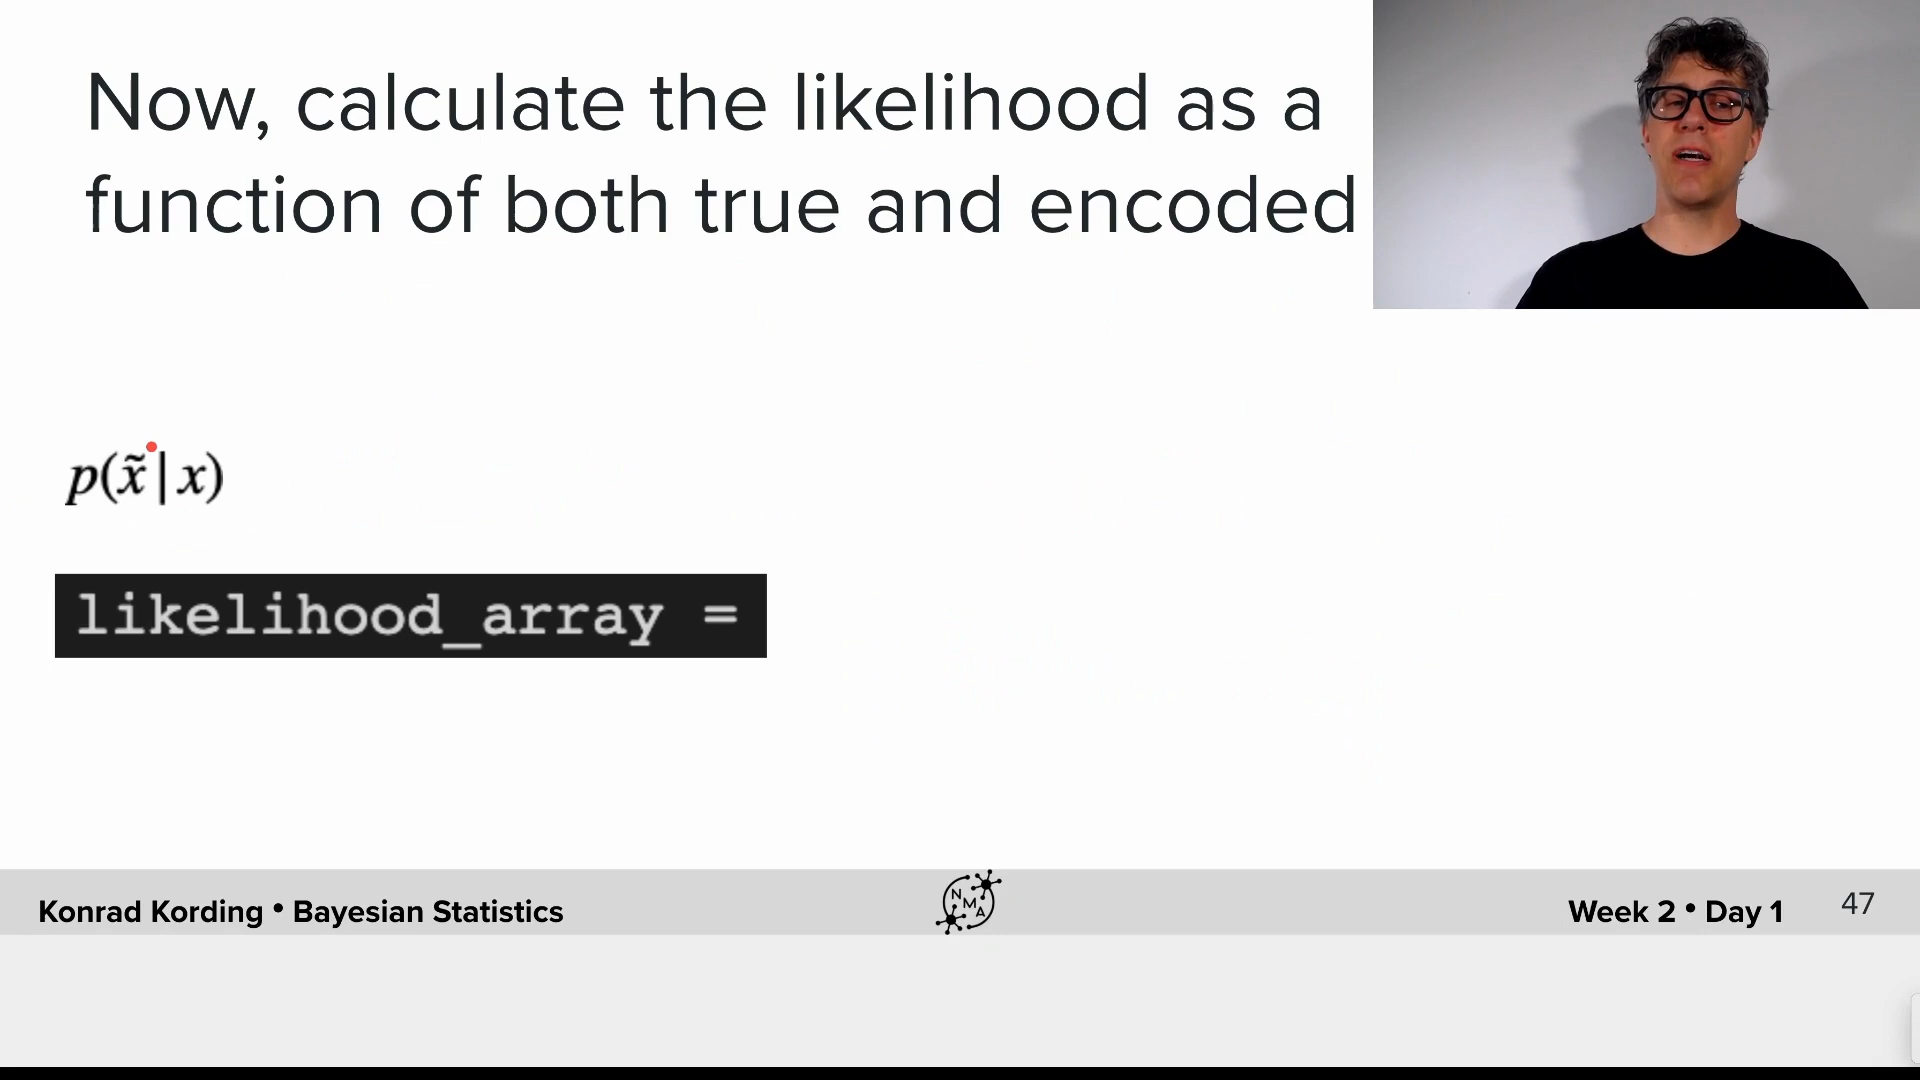 Now, calculate the likelihood as a
function of both true and encoded
p(x̃|x)
likelihood_array =
Konrad Kording • Bayesian Statistics
NMA
Week 2 • Day 1
47